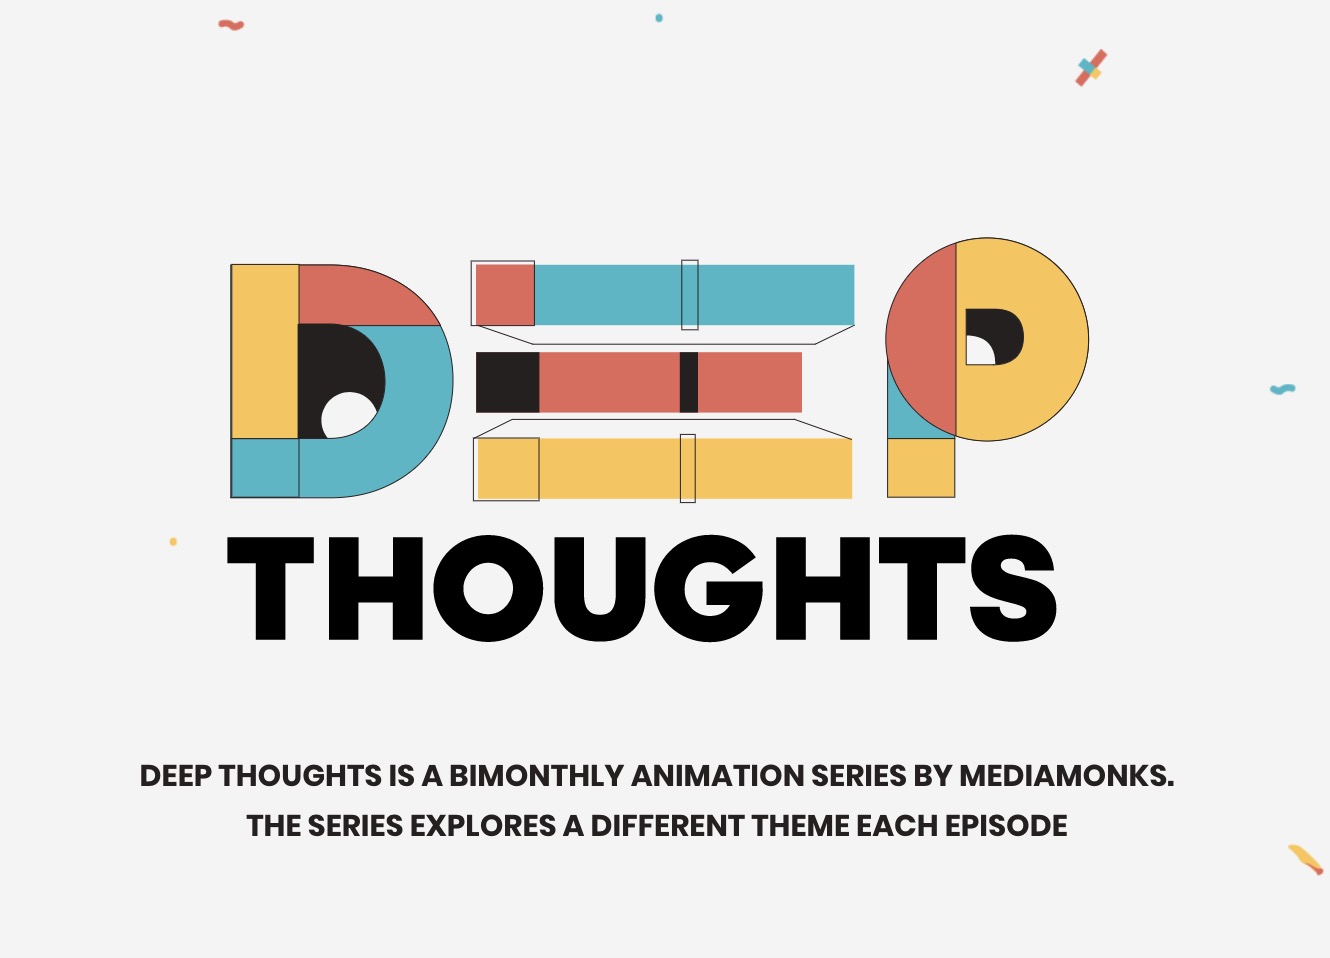 DEEP
THOUGHTS
DEEP THOUGHTS IS A BIMONTHLY ANIMATION SERIES BY MEDIAMONKS.
THE SERIES EXPLORES A DIFFERENT THEME EACH EPISODE